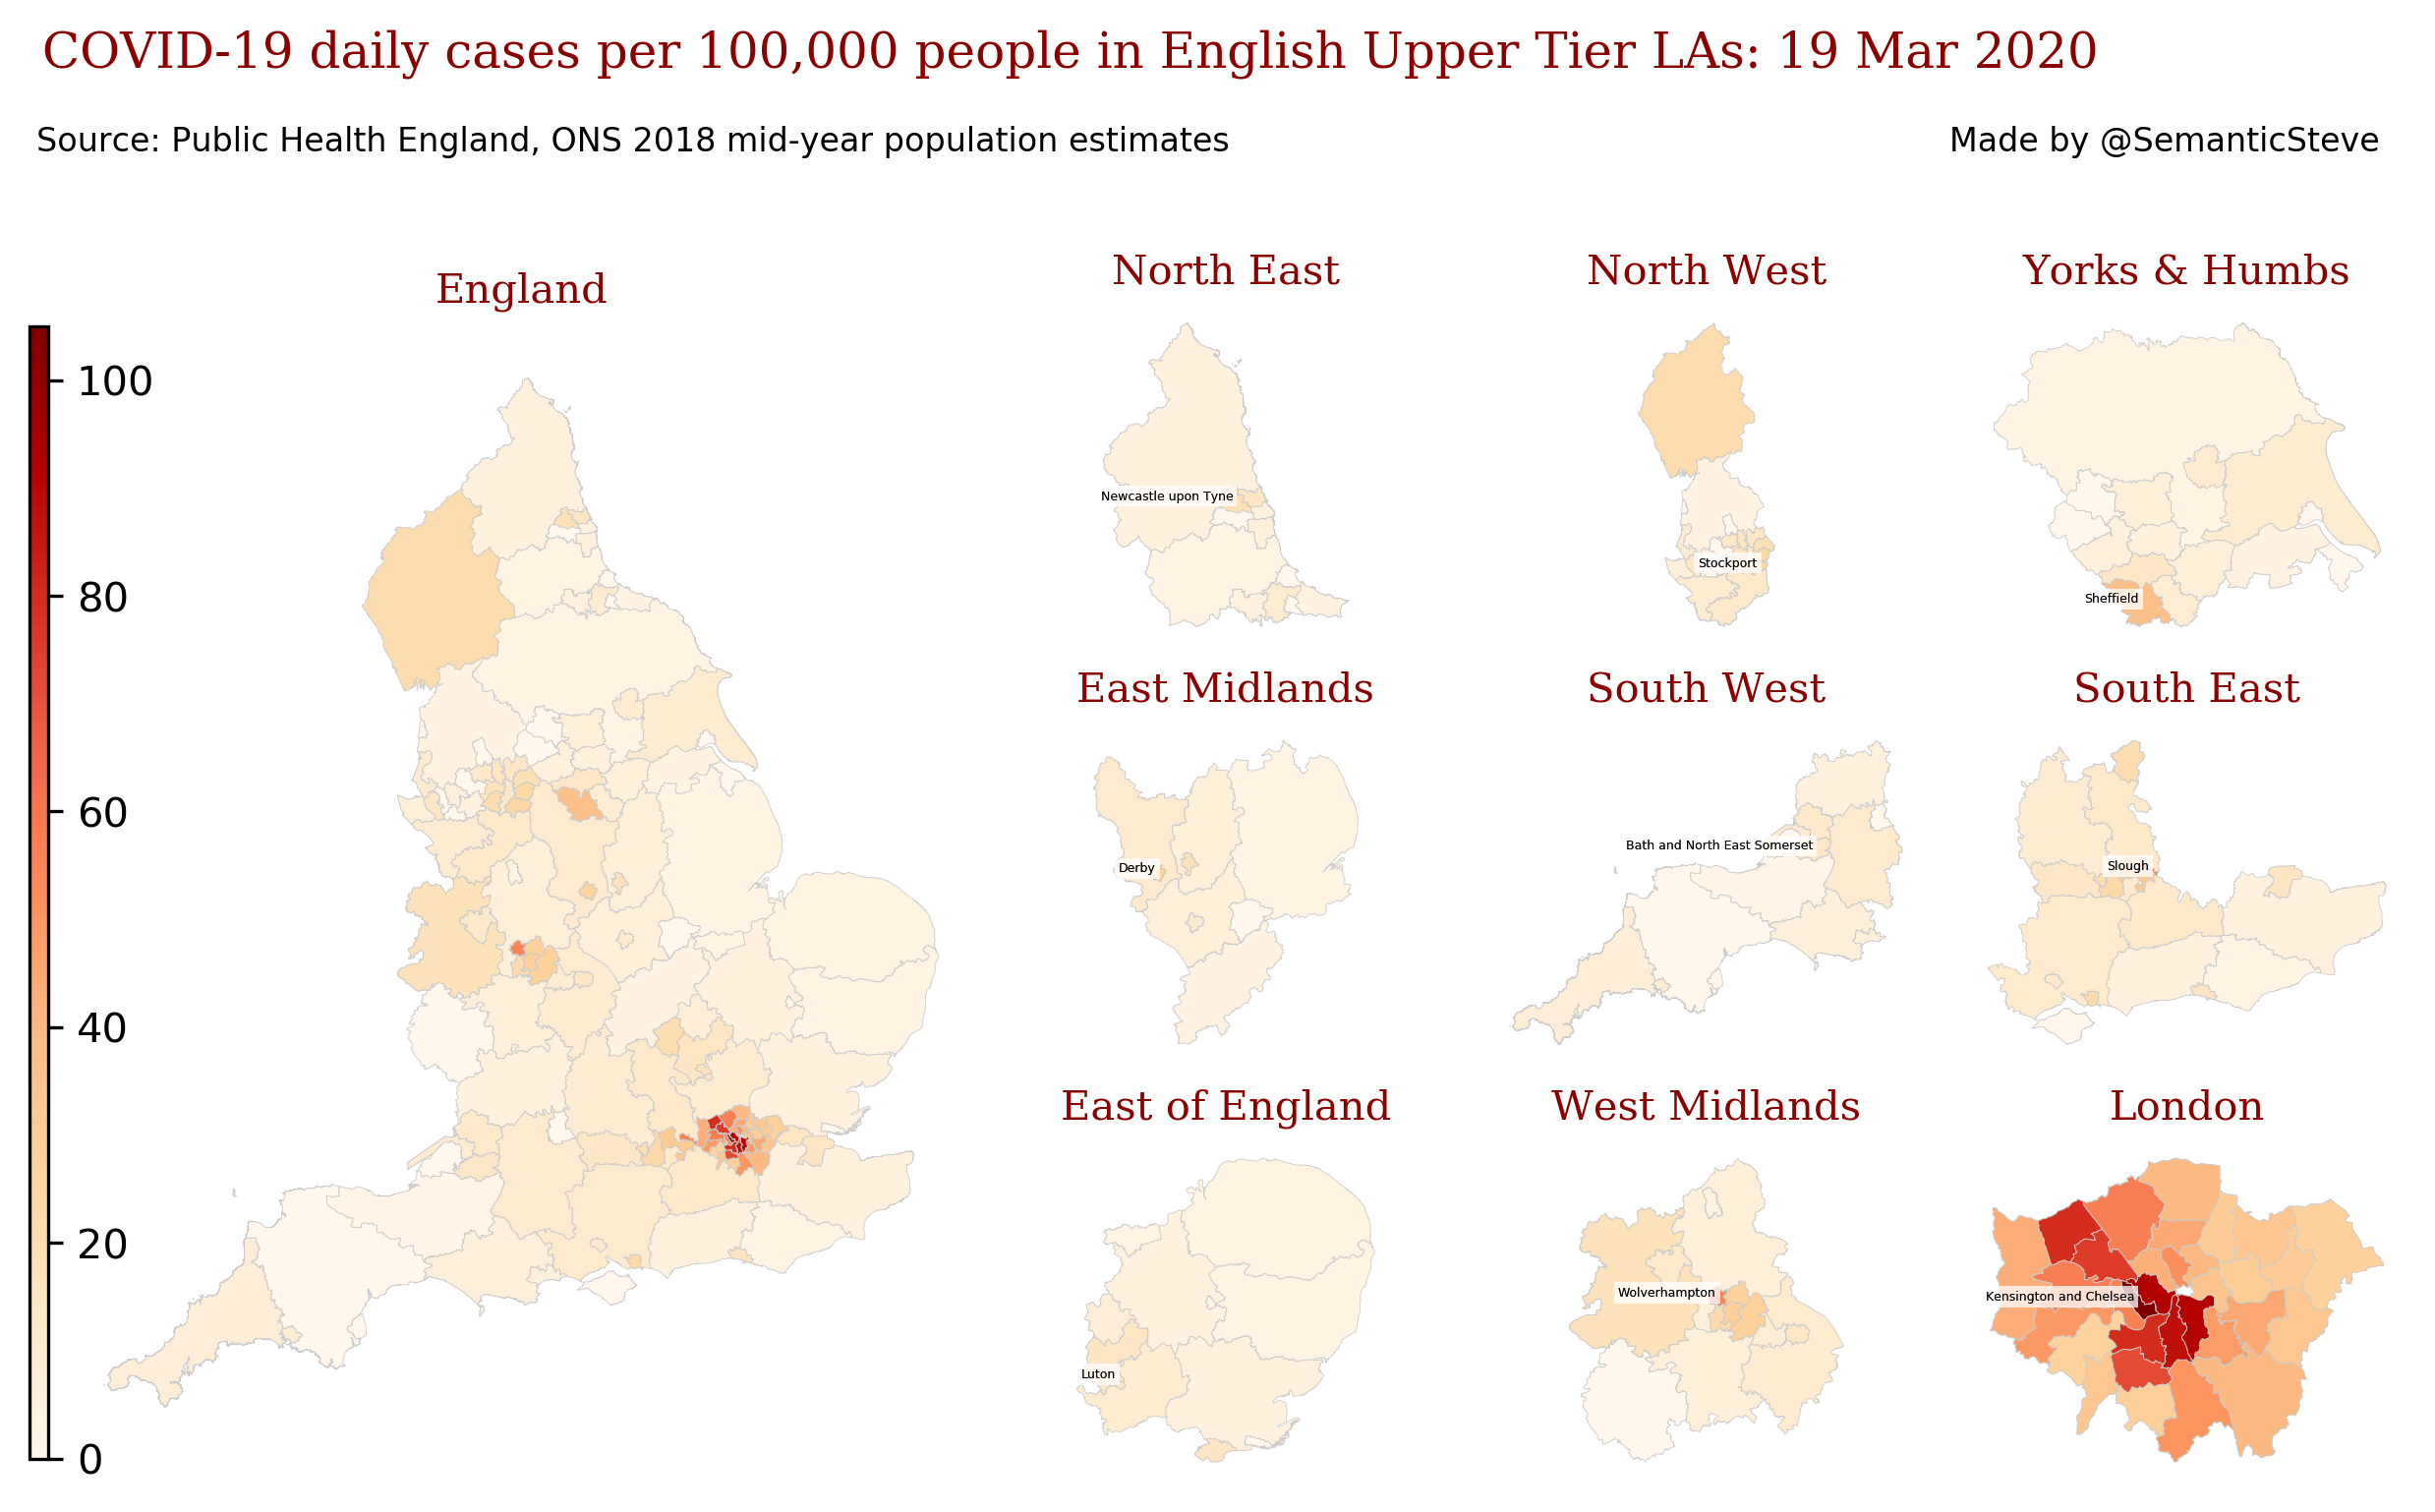 COVID-19 daily cases per 100,000 people in English Upper Tier LAs: 19 Mar 2020
Source: Public Health England, ONS 2018 mid-year population estimates
Made by @SemanticSteve
England
100
80
60
40
20
0
North East
Newcastle upon Tyne
North West
Stockport
Yorks & Humbs
Sheffield
East Midlands
Derby
South West
Bath and North East Somerset
South East
Slough
East of England
Luton
West Midlands
Wolverhampton
London
Kensington and Chelsea